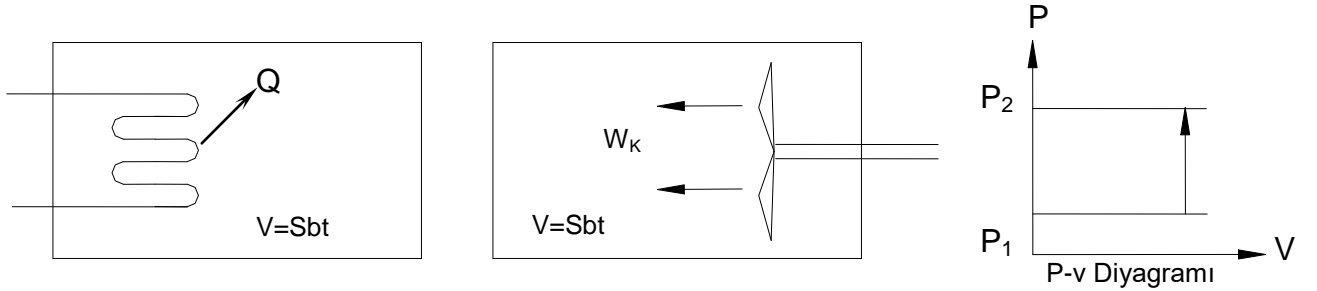 Q
V=Sbt
W_K
V=Sbt
P
P₂
P₁
V
P-v Diyagramı